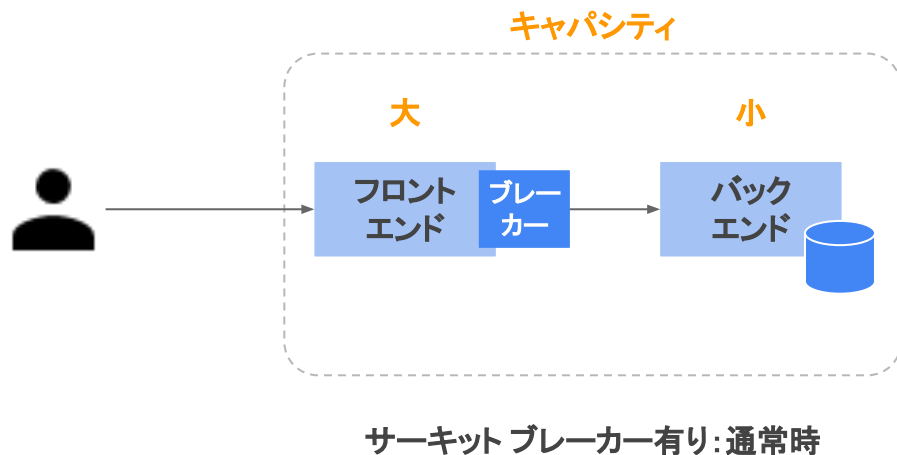 キャパシティ
大
小
フロント
エンド
ブレー
カー
バック
エンド
サーキット ブレーカー有り：通常時